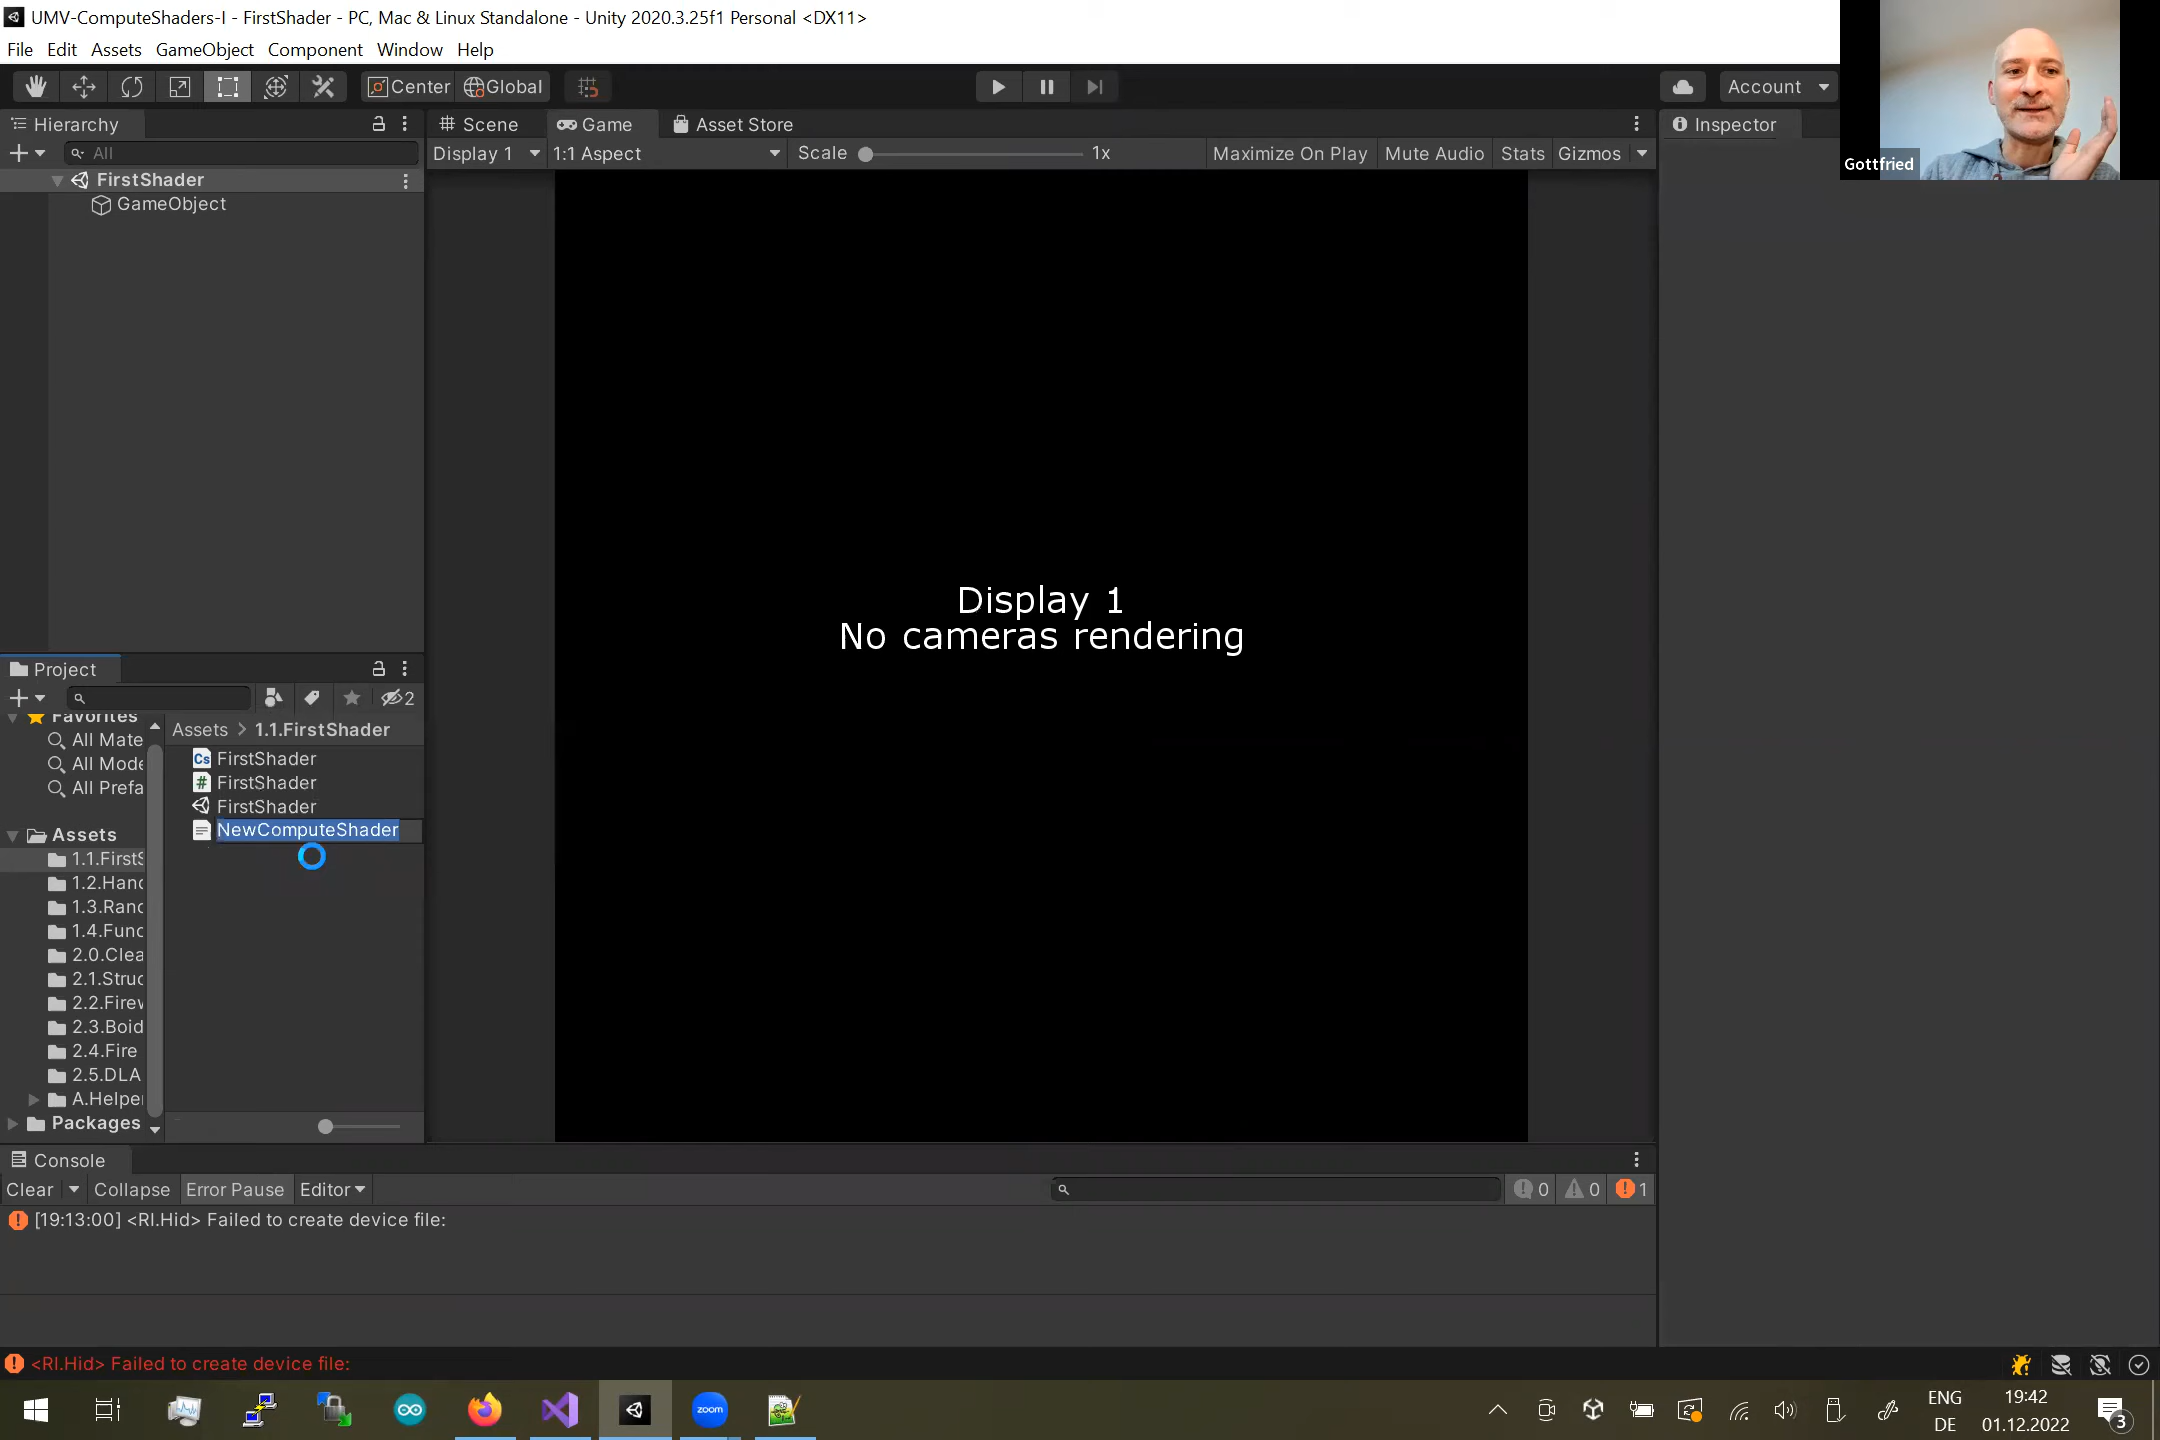 UMV-ComputeShaders-I - FirstShader - PC, Mac & Linux Standalone - Unity 2020.3.25f1 Personal <DX11>
File Edit Assets GameObject Component Window Help
Center Global
Account
Hierarchy
Scene
Game
Asset Store
Inspector
All
Display 1
1:1 Aspect
Scale
1x
Maximize On Play
Mute Audio
Stats
Gizmos
Gottfried
FirstShader
GameObject
Display 1
No cameras rendering
Project
2
Favorites
All Mate
All Mode
All Prefa
Assets
1.1.FirstS
1.2.Hand
1.3.Rand
1.4.Func
2.0.Clea
2.1.Struc
2.2.Firew
2.3.Boid
2.4.Fire
2.5.DLA
A.Helper
Packages
Assets > 1.1.FirstShader
Cs FirstShader
# FirstShader
FirstShader
NewComputeShader
Console
Clear
Collapse
Error Pause
Editor
0
0
1
[19:13:00] <RI.Hid> Failed to create device file:
<RI.Hid> Failed to create device file:
zoom
ENG
DE
19:42
01.12.2022
3